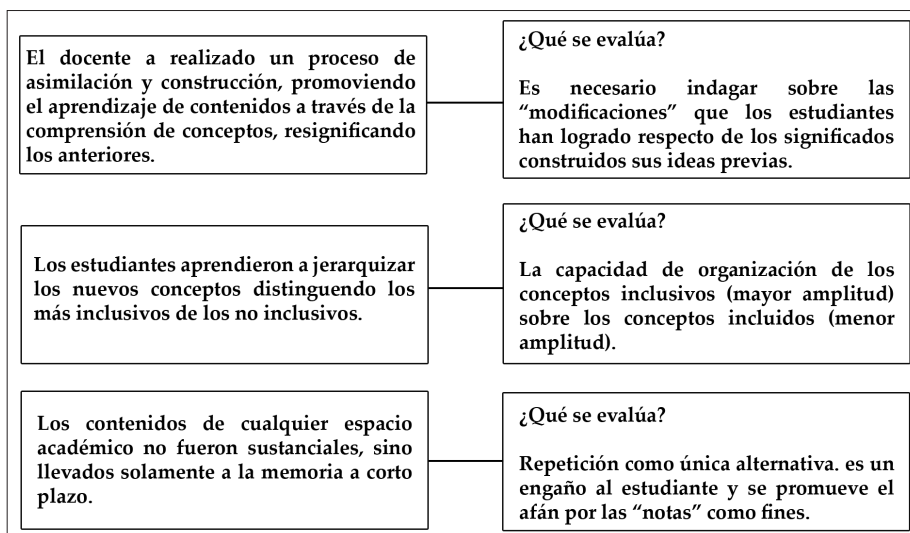 El docente a realizado un proceso de
asimilación y construcción, promoviendo
el aprendizaje de contenidos a través de la
comprensión de conceptos, resignificando
los anteriores.
¿Qué se evalúa?
Es necesario indagar sobre las
“modificaciones” que los estudiantes
han logrado respecto de los significados
construidos sus ideas previas.
Los estudiantes aprendieron a jerarquizar
los nuevos conceptos distinguendo los
más inclusivos de los no inclusivos.
¿Qué se evalúa?
La capacidad de organización de los
conceptos inclusivos (mayor amplitud)
sobre los conceptos incluidos (menor
amplitud).
Los contenidos de cualquier espacio
académico no fueron sustanciales, sino
llevados solamente a la memoria a corto
plazo.
¿Qué se evalúa?
Repetición como única alternativa. es un
engaño al estudiante y se promueve el
afán por las “notas” como fines.